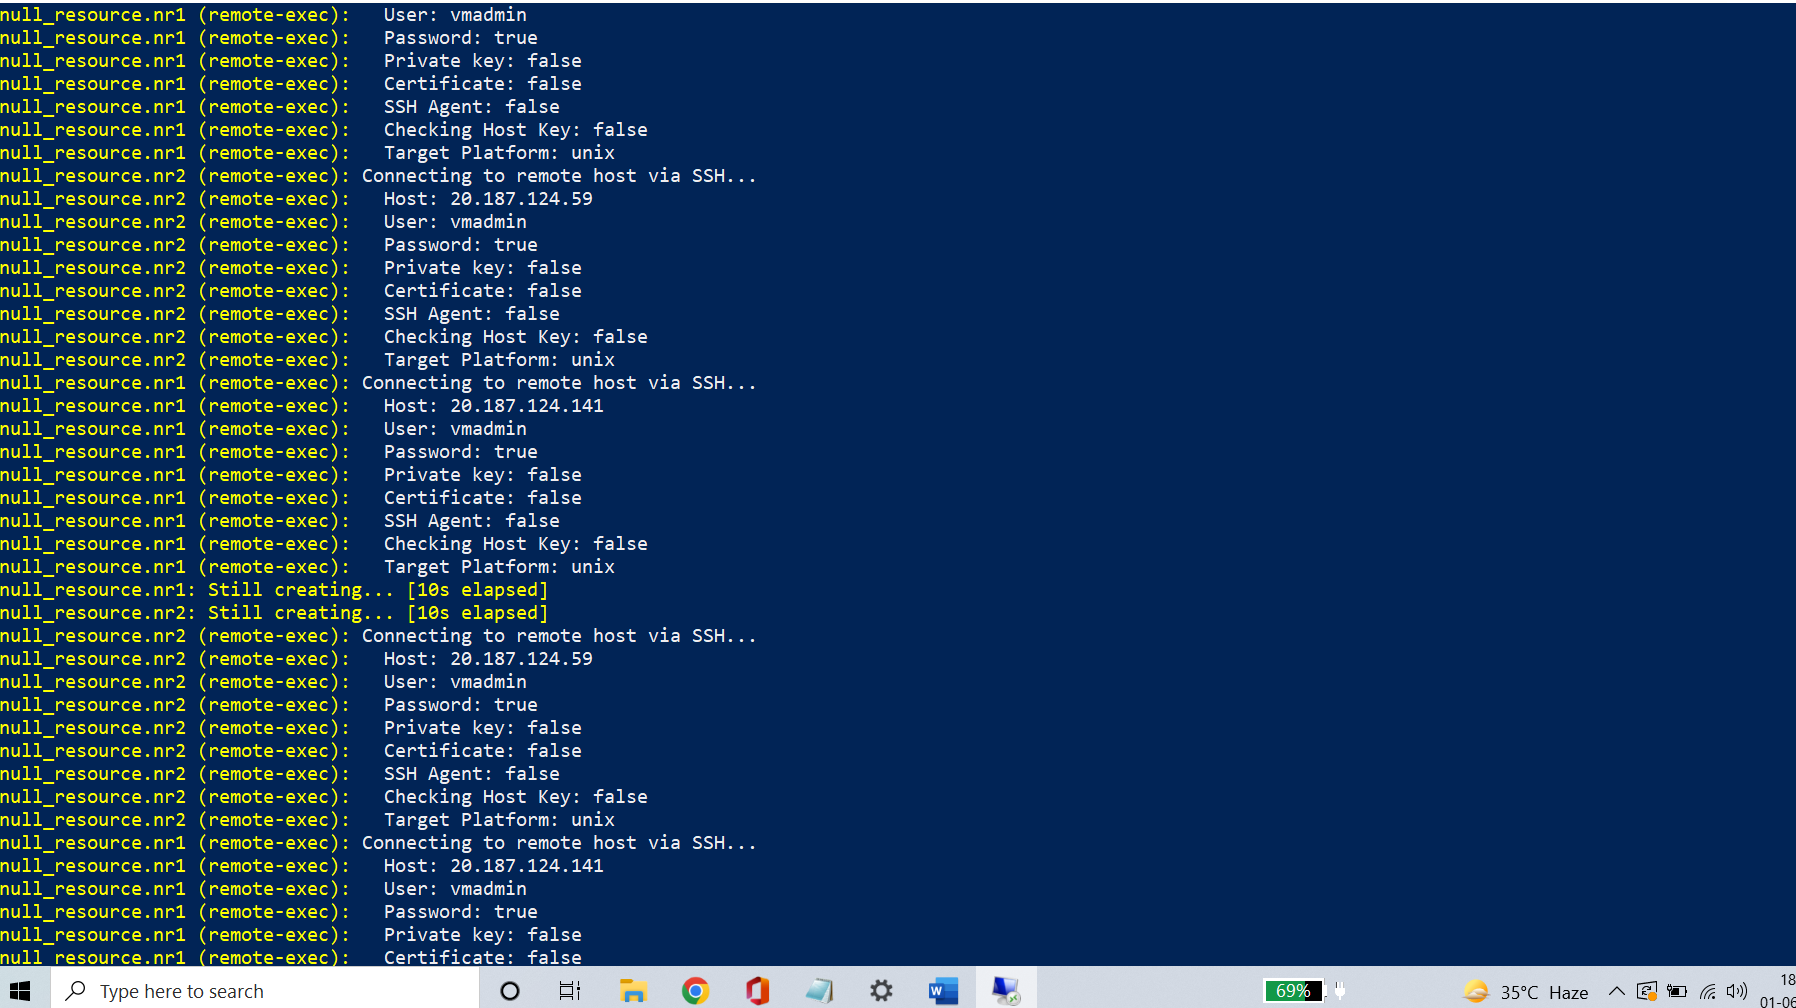 null_resource.nr1 (remote-exec):   User: vmadmin
null_resource.nr1 (remote-exec):   Password: true
null_resource.nr1 (remote-exec):   Private key: false
null_resource.nr1 (remote-exec):   Certificate: false
null_resource.nr1 (remote-exec):   SSH Agent: false
null_resource.nr1 (remote-exec):   Checking Host Key: false
null_resource.nr1 (remote-exec):   Target Platform: unix
null_resource.nr2 (remote-exec): Connecting to remote host via SSH...
null_resource.nr2 (remote-exec):   Host: 20.187.124.59
null_resource.nr2 (remote-exec):   User: vmadmin
null_resource.nr2 (remote-exec):   Password: true
null_resource.nr2 (remote-exec):   Private key: false
null_resource.nr2 (remote-exec):   Certificate: false
null_resource.nr2 (remote-exec):   SSH Agent: false
null_resource.nr2 (remote-exec):   Checking Host Key: false
null_resource.nr2 (remote-exec):   Target Platform: unix
null_resource.nr1 (remote-exec): Connecting to remote host via SSH...
null_resource.nr1 (remote-exec):   Host: 20.187.124.141
null_resource.nr1 (remote-exec):   User: vmadmin
null_resource.nr1 (remote-exec):   Password: true
null_resource.nr1 (remote-exec):   Private key: false
null_resource.nr1 (remote-exec):   Certificate: false
null_resource.nr1 (remote-exec):   SSH Agent: false
null_resource.nr1 (remote-exec):   Checking Host Key: false
null_resource.nr1 (remote-exec):   Target Platform: unix
null_resource.nr1: Still creating... [10s elapsed]
null_resource.nr2: Still creating... [10s elapsed]
null_resource.nr2 (remote-exec): Connecting to remote host via SSH...
null_resource.nr2 (remote-exec):   Host: 20.187.124.59
null_resource.nr2 (remote-exec):   User: vmadmin
null_resource.nr2 (remote-exec):   Password: true
null_resource.nr2 (remote-exec):   Private key: false
null_resource.nr2 (remote-exec):   Certificate: false
null_resource.nr2 (remote-exec):   SSH Agent: false
null_resource.nr2 (remote-exec):   Checking Host Key: false
null_resource.nr2 (remote-exec):   Target Platform: unix
null_resource.nr1 (remote-exec): Connecting to remote host via SSH...
null_resource.nr1 (remote-exec):   Host: 20.187.124.141
null_resource.nr1 (remote-exec):   User: vmadmin
null_resource.nr1 (remote-exec):   Password: true
null_resource.nr1 (remote-exec):   Private key: false
null_resource.nr1 (remote-exec):   Certificate: false
Type here to search
W
69%
35°C Haze
18
01-06